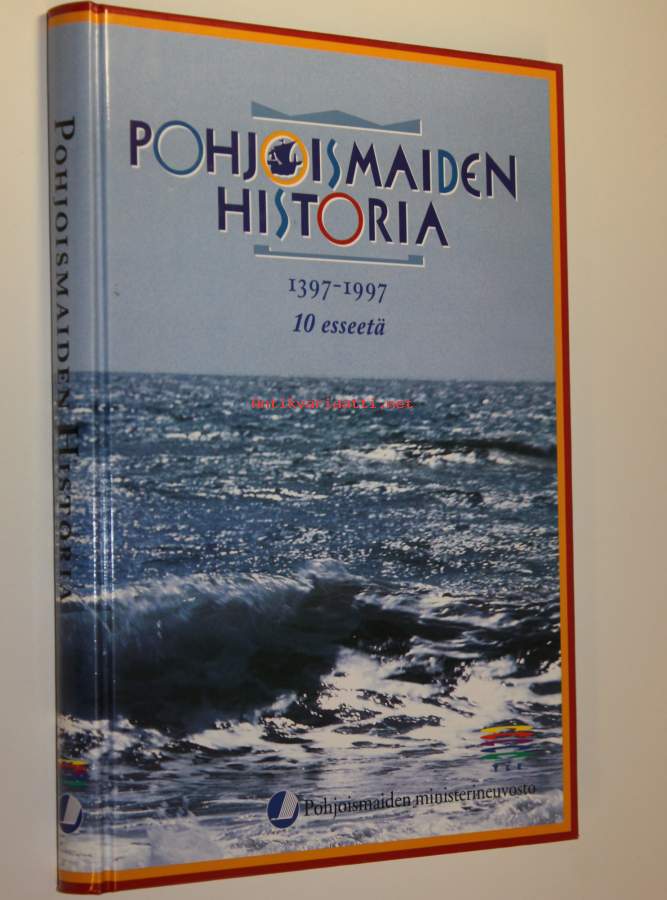 POHJOISMAIDEN
HISTORIA
1397-1997
10 esseetä
antikvariaatti.net
Pohjoismaiden ministerineuvosto
POHJOISMAIDEN HISTORIA